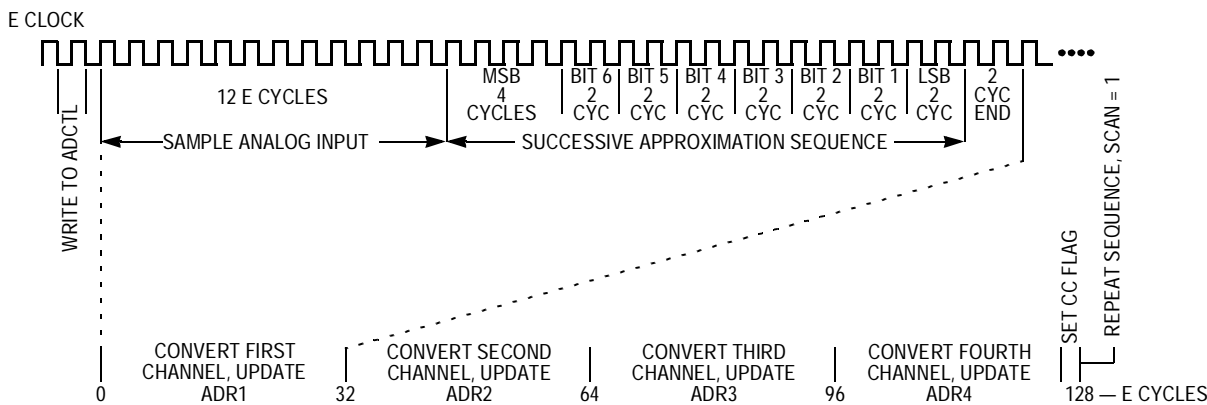 E CLOCK
MSB
4
CYCLES
BIT 6
2
CYC
BIT 5
2
CYC
BIT 4
2
CYC
BIT 3
2
CYC
BIT 2
2
CYC
BIT 1
2
CYC
LSB
2
CYC
2
CYC
END
12 E CYCLES
WRITE TO ADCTL
SAMPLE ANALOG INPUT
SUCCESSIVE APPROXIMATION SEQUENCE
SET CC FLAG
REPEAT SEQUENCE, SCAN = 1
CONVERT FIRST
CHANNEL, UPDATE
ADR1
CONVERT SECOND
CHANNEL, UPDATE
ADR2
CONVERT THIRD
CHANNEL, UPDATE
ADR3
CONVERT FOURTH
CHANNEL, UPDATE
ADR4
0
32
64
96
128 — E CYCLES